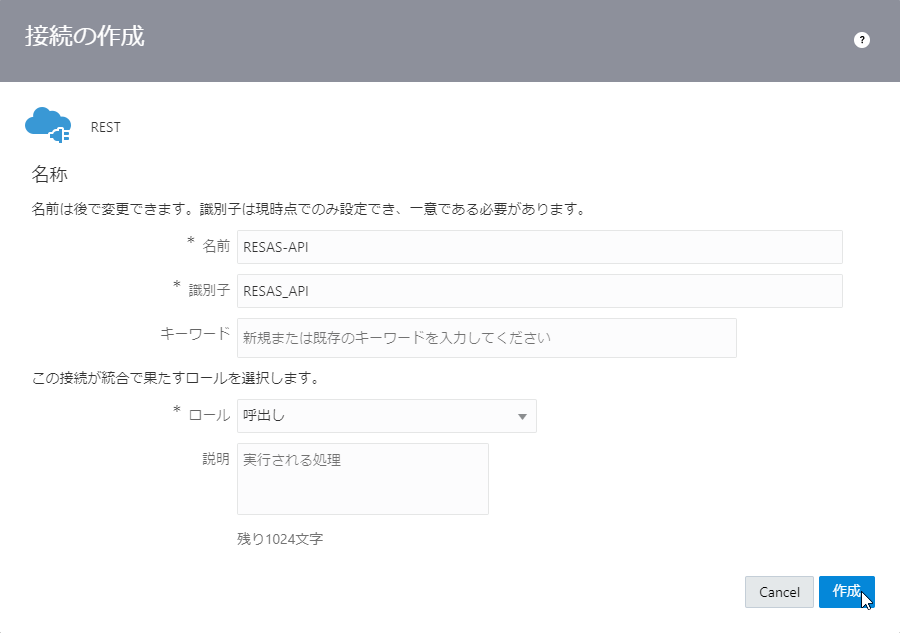 接続の作成
?
REST
名称
名前は後で変更できます。識別子は現時点でのみ設定でき、一意である必要があります。
* 名前 RESAS-API
* 識別子 RESAS_API
キーワード 新規または既存のキーワードを入力してください
この接続が統合で果たすロールを選択します。
* ロール 呼出し
説明 実行される処理
残り1024文字
Cancel 作成